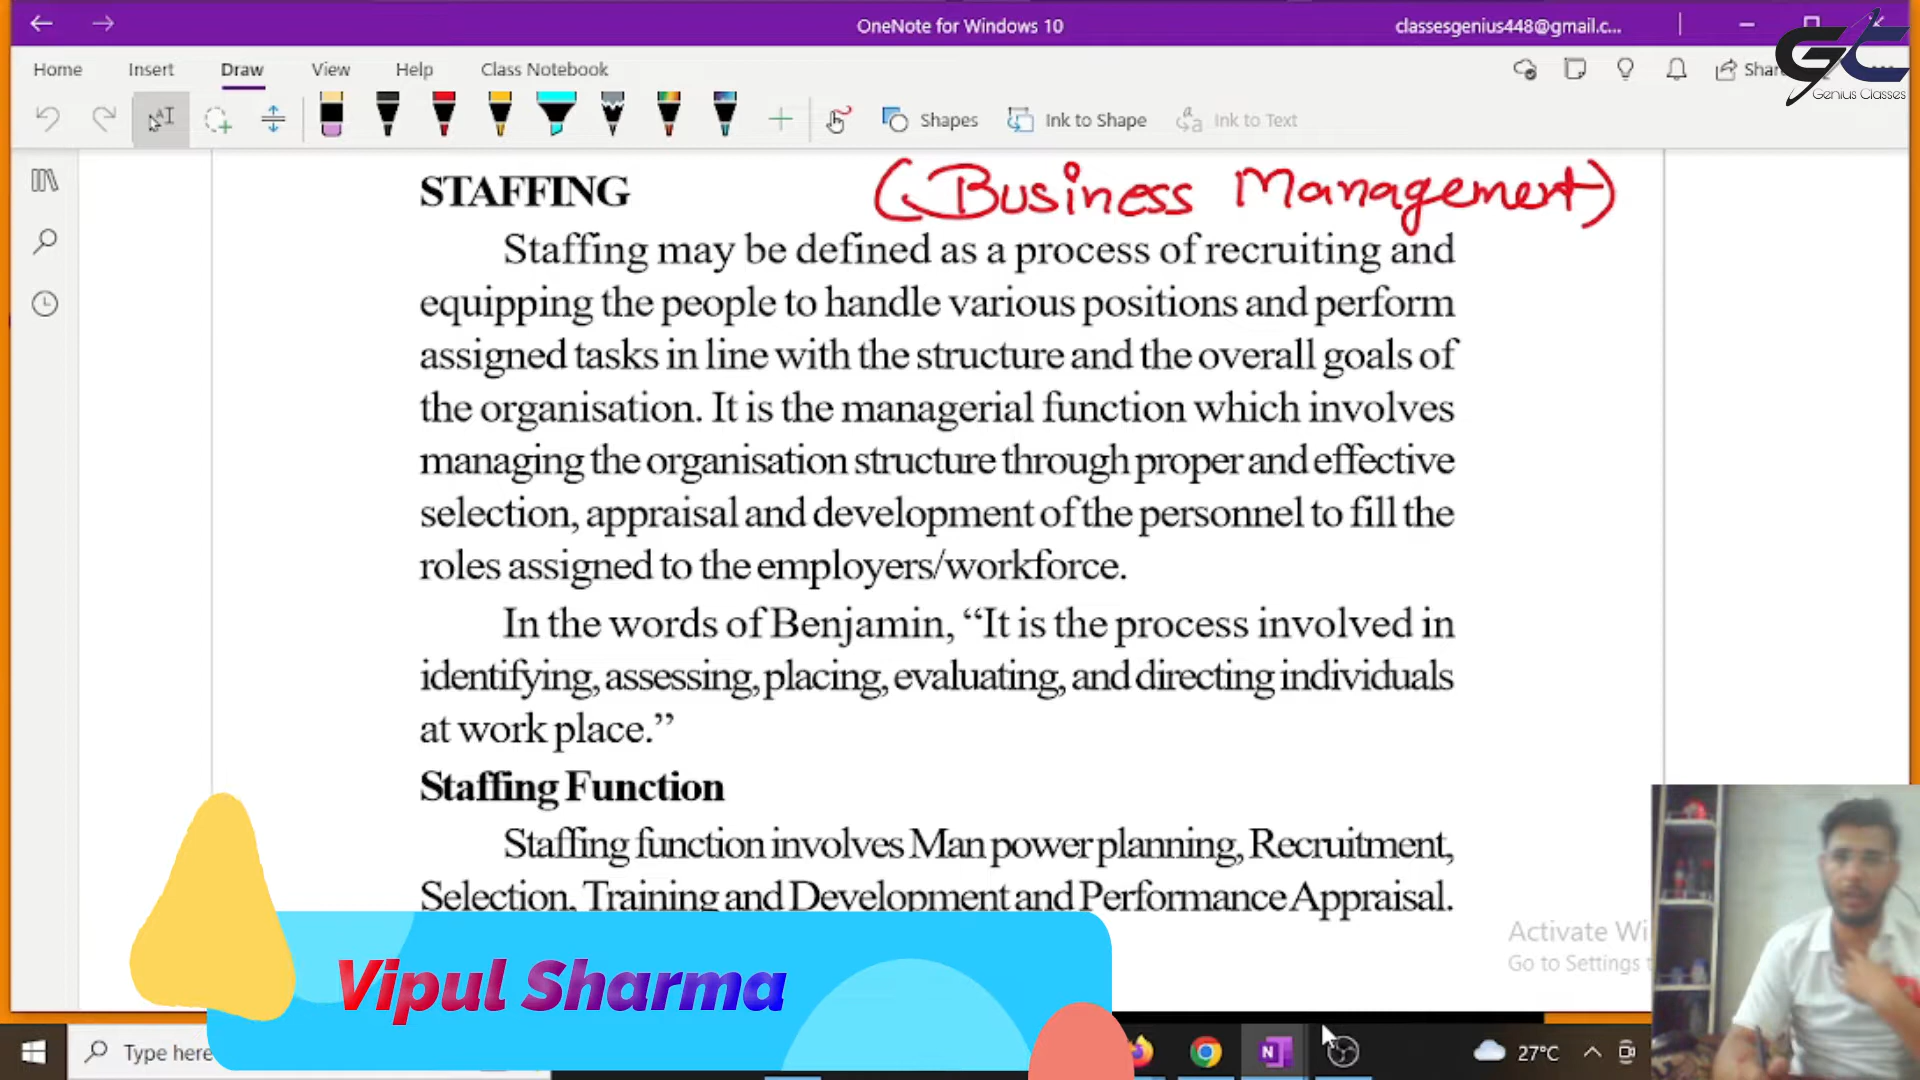 OneNote for Windows 10
classesgenius448@gmail.c...
Home Insert Draw View Help Class Notebook
Shapes Ink to Shape Ink to Text
Genius Classes
STAFFING
(Business Management)
Staffing may be defined as a process of recruiting and
equipping the people to handle various positions and perform
assigned tasks in line with the structure and the overall goals of
the organisation. It is the managerial function which involves
managing the organisation structure through proper and effective
selection, appraisal and development of the personnel to fill the
roles assigned to the employers/workforce.
In the words of Benjamin, “It is the process involved in
identifying, assessing, placing, evaluating, and directing individuals
at work place.”
Staffing Function
Staffing function involves Man power planning, Recruitment,
Selection, Training and Development and Performance Appraisal.
Activate Wi
Go to Settings t
Vipul Sharma
Type here
27°C